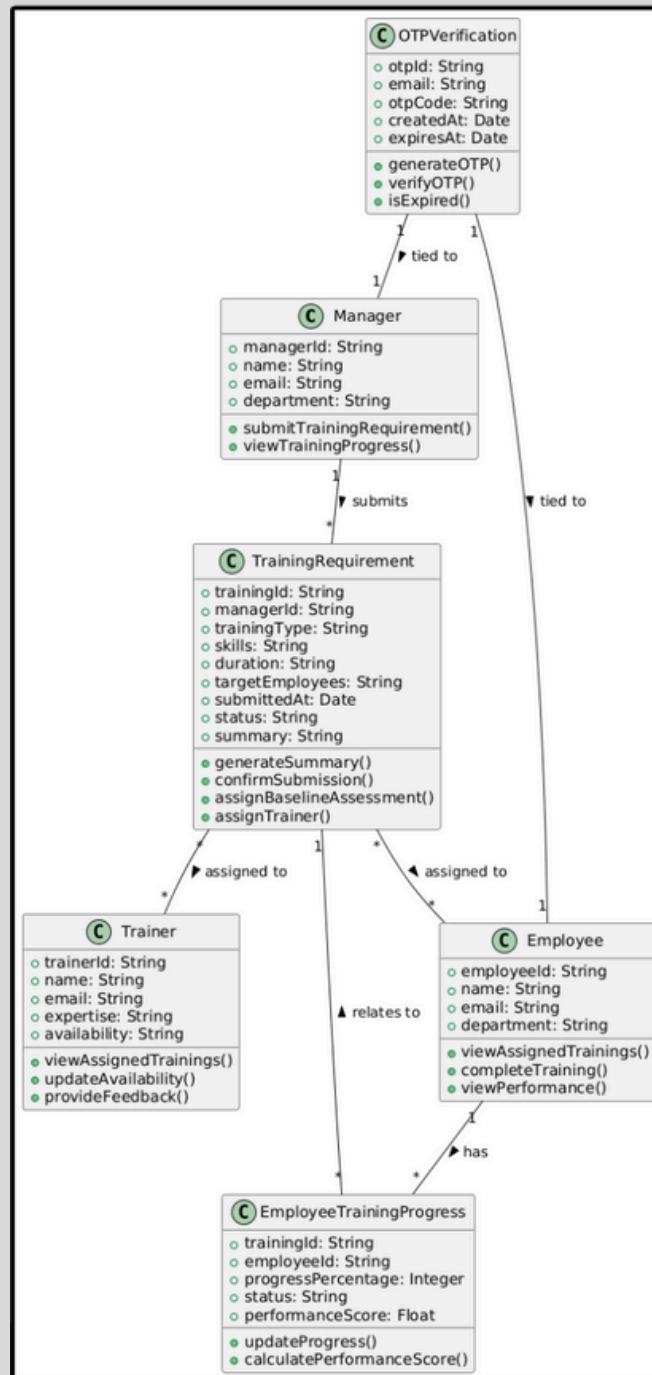 C OTPVerification
otpId: String
email: String
otpCode: String
createdAt: Date
expiresAt: Date
generateOTP()
verifyOTP()
isExpired()
1
1
tied to
1
C Manager
managerId: String
name: String
email: String
department: String
submitTrainingRequirement()
viewTrainingProgress()
1
submits
tied to
*
C TrainingRequirement
trainingId: String
managerId: String
trainingType: String
skills: String
duration: String
targetEmployees: String
submittedAt: Date
status: String
summary: String
generateSummary()
confirmSubmission()
assignBaselineAssessment()
assignTrainer()
*
1
*
assigned to
assigned to
*
*
1
C Trainer
trainerId: String
name: String
email: String
expertise: String
availability: String
viewAssignedTrainings()
updateAvailability()
provideFeedback()
relates to
C Employee
employeeId: String
name: String
email: String
department: String
viewAssignedTrainings()
completeTraining()
viewPerformance()
1
has
*
*
C EmployeeTrainingProgress
trainingId: String
employeeId: String
progressPercentage: Integer
status: String
performanceScore: Float
updateProgress()
calculatePerformanceScore()